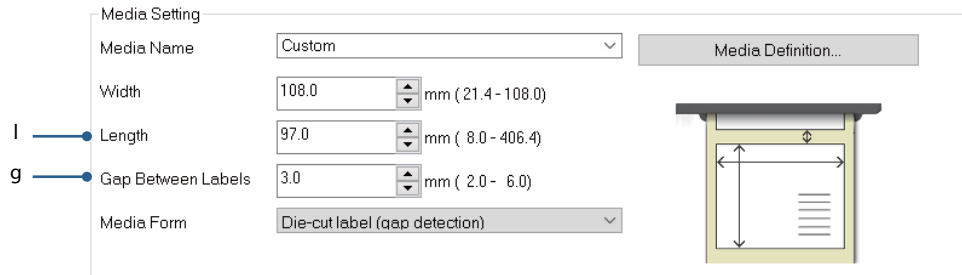 Media Setting
Media Name Custom Media Definition...
Width 108.0 mm ( 21.4 - 108.0)
l Length 97.0 mm ( 8.0 - 406.4)
g Gap Between Labels 3.0 mm ( 2.0 - 6.0)
Media Form Die-cut label (gap detection)